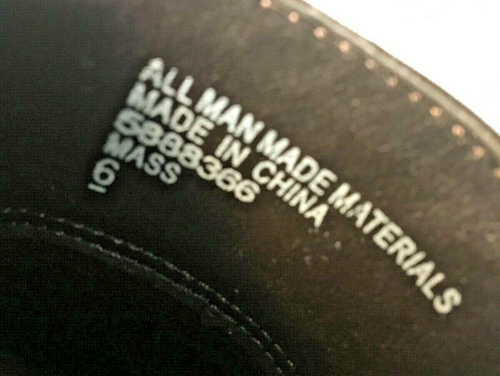 ALL MAN MADE MATERIALS
MADE IN CHINA
5888366
MASS
6